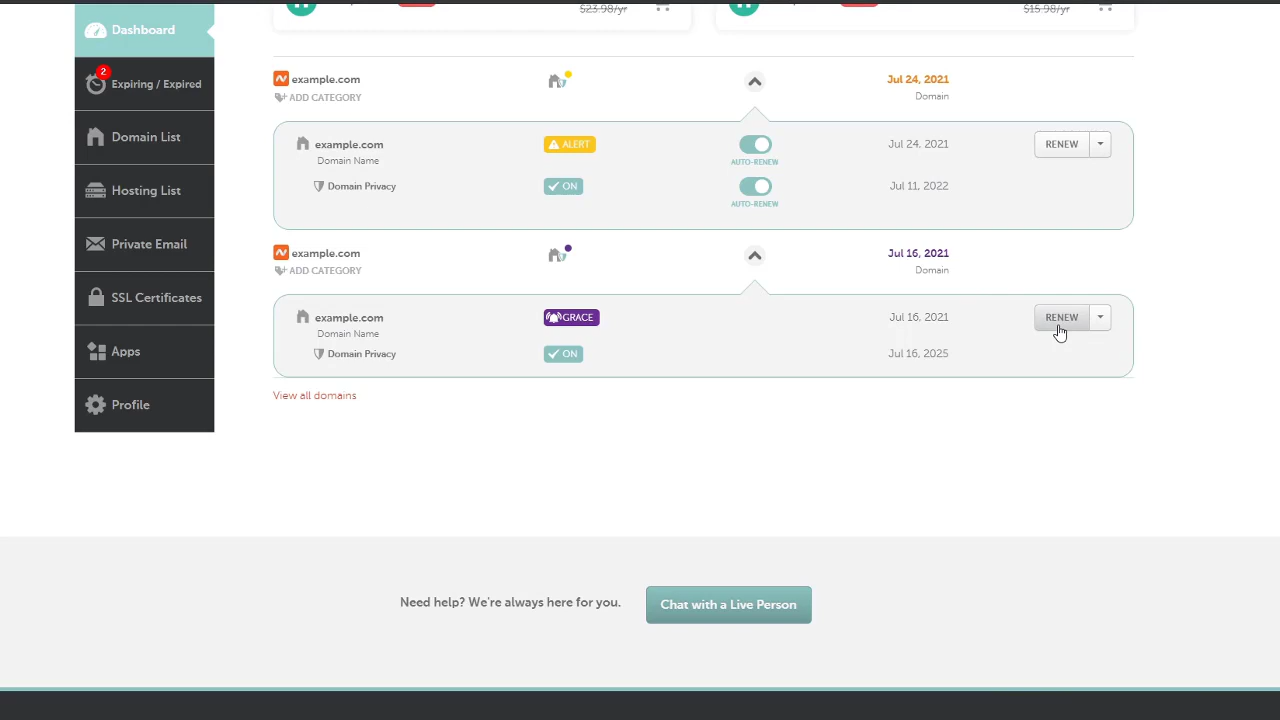 $23.98/yr
$15.98/yr
Dashboard
2
Expiring / Expired
Domain List
Hosting List
Private Email
SSL Certificates
Apps
Profile
example.com
ADD CATEGORY
Jul 24, 2021
Domain
example.com
Domain Name
ALERT
AUTO-RENEW
Jul 24, 2021
RENEW
Domain Privacy
ON
AUTO-RENEW
Jul 11, 2022
example.com
ADD CATEGORY
Jul 16, 2021
Domain
example.com
Domain Name
GRACE
Jul 16, 2021
RENEW
Domain Privacy
ON
Jul 16, 2025
View all domains
Need help? We're always here for you.
Chat with a Live Person